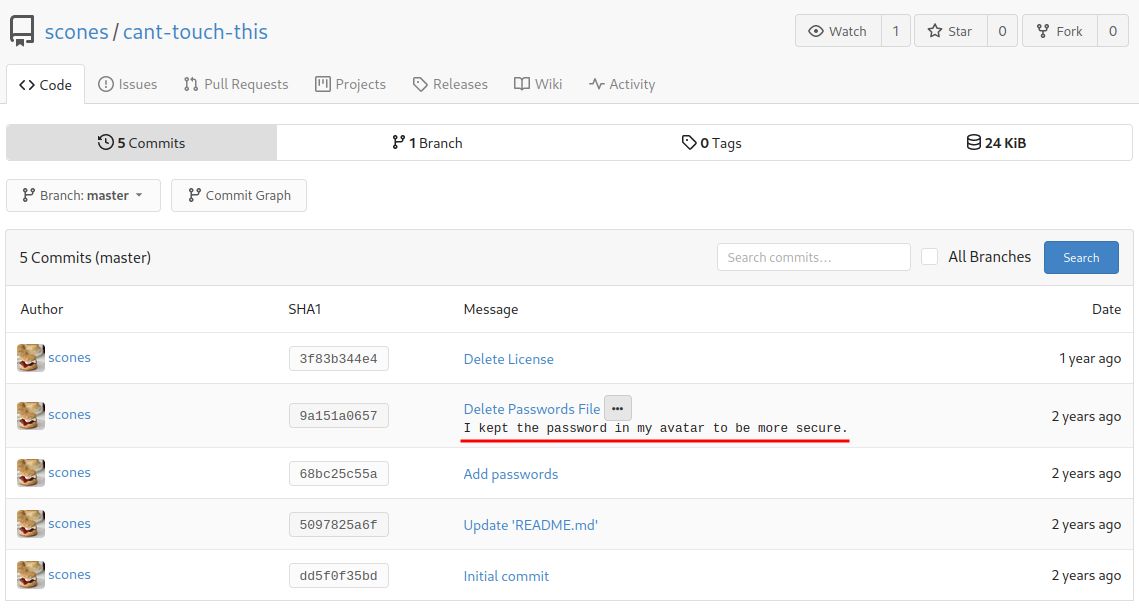 scones / cant-touch-this
Watch 1 Star 0 Fork 0
Code Issues Pull Requests Projects Releases Wiki Activity
5 Commits 1 Branch 0 Tags 24 KiB
Branch: master Commit Graph
5 Commits (master) Search commits... All Branches Search
Author SHA1 Message Date
scones 3f83b344e4 Delete License 1 year ago
scones 9a151a0657 Delete Passwords File ... 2 years ago
I kept the password in my avatar to be more secure.
scones 68bc25c55a Add passwords 2 years ago
scones 5097825a6f Update 'README.md' 2 years ago
scones dd5f0f35bd Initial commit 2 years ago